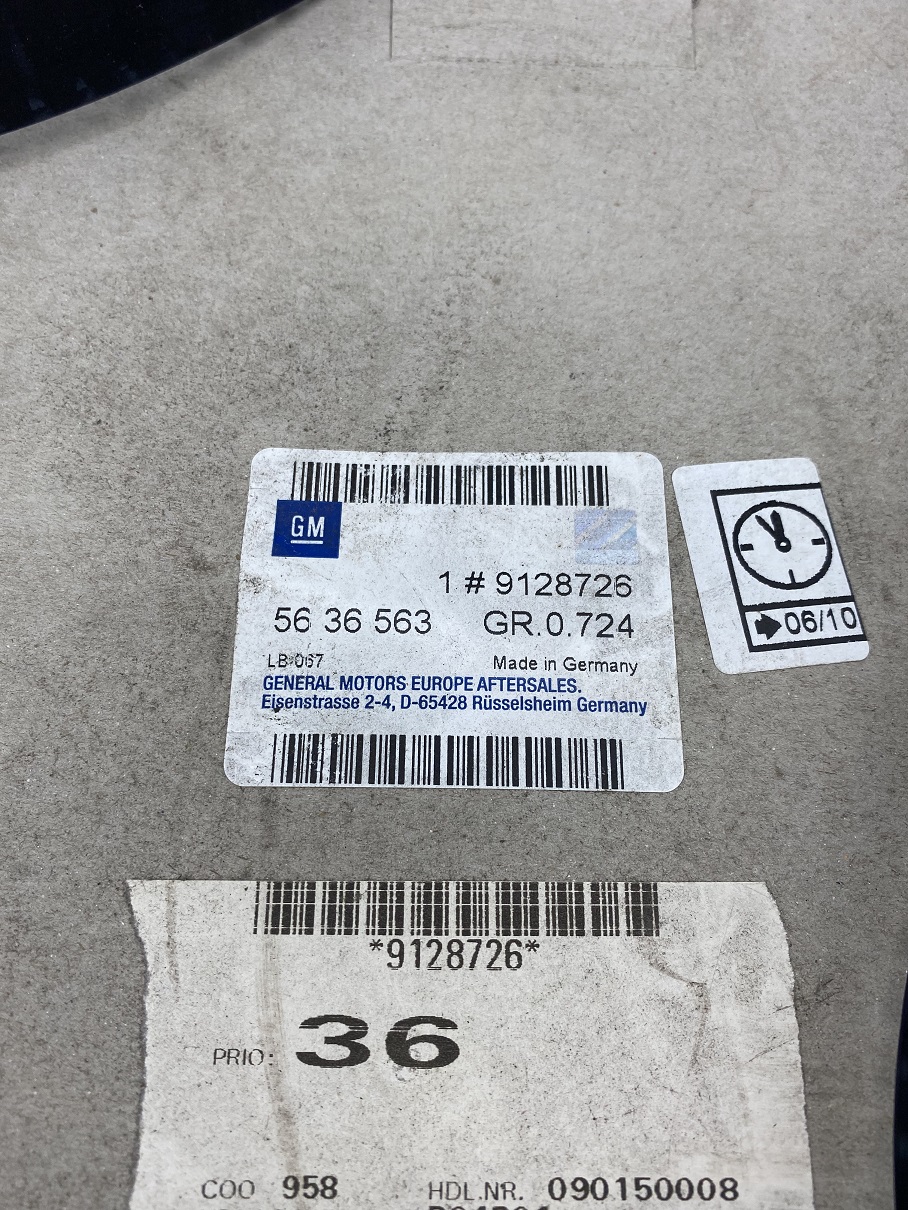 GM
1 # 9128726
56 36 563 GR.0.724
LB 067 Made in Germany
GENERAL MOTORS EUROPE AFTERSALES.
Eisenstrasse 2-4, D-65428 Rüsselsheim Germany
06/10
*9128726*
PRIO: 36
COO 958 HDL.NR. 090150008